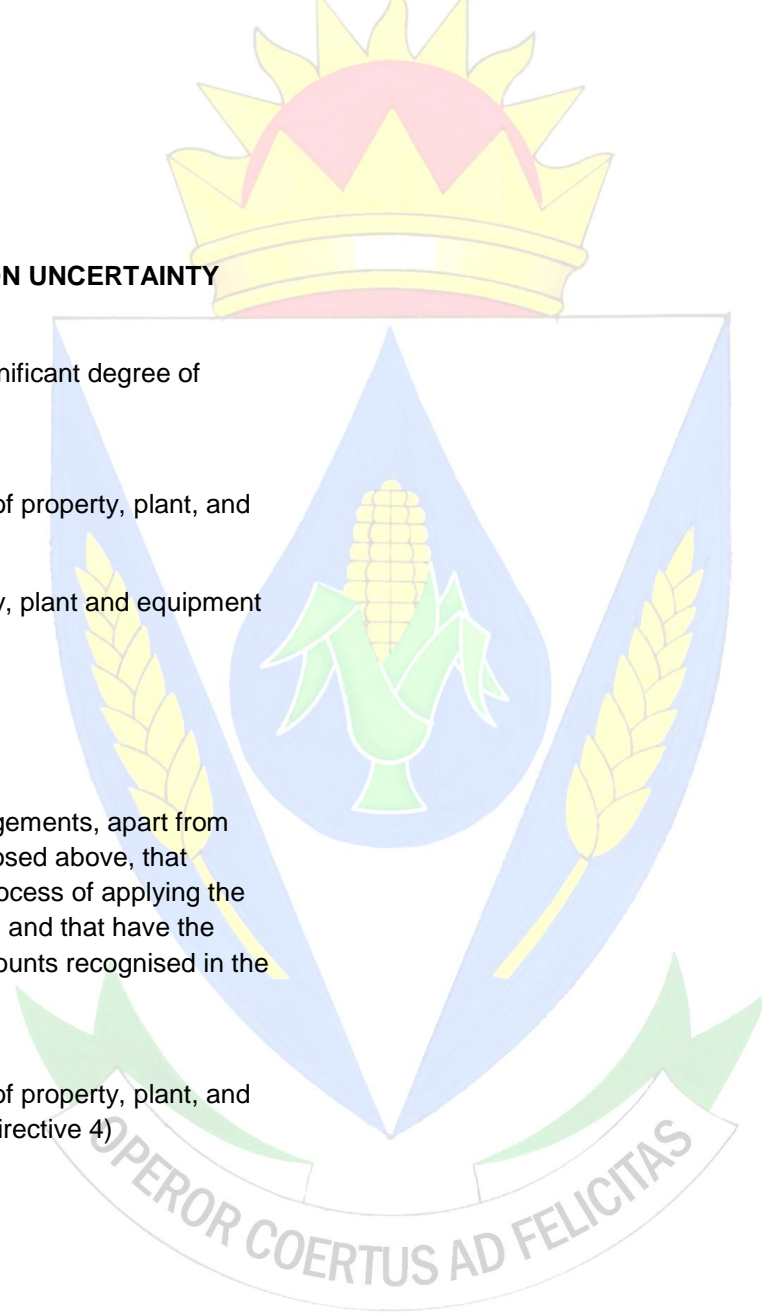 ON UNCERTAINTY
nificant degree of
of property, plant, and
y, plant and equipment
gements, apart from
osed above, that
ocess of applying the
and that have the
ounts recognised in the
of property, plant, and
irective 4)
OPEROR COERTUS AD FELICITAS